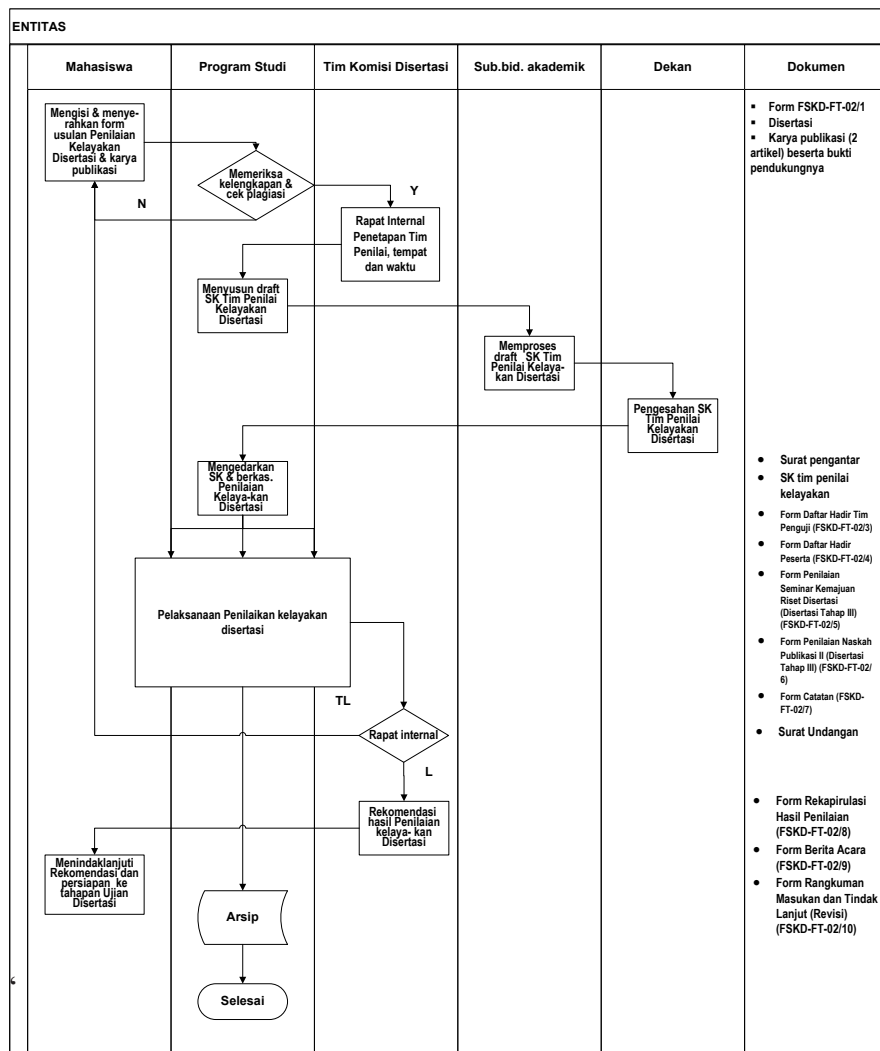 ENTITAS
Mahasiswa
Program Studi
Tim Komisi Disertasi
Sub.bid. akademik
Dekan
Dokumen
Mengisi & menye-
rahkan form
usulan Penilaian
Kelayakan
Disertasi & karya
publikasi
Memeriksa
kelengkapan &
cek plagiasi
N
Y
Rapat Internal
Penetapan Tim
Penilai, tempat
dan waktu
Menyusun draft
SK Tim Penilai
Kelayakan
Disertasi
Memproses
draft SK Tim
Penilai Kelaya-
kan Disertasi
Pengesahan SK
Tim Penilai
Kelayakan
Disertasi
Mengedarkan
SK & berkas.
Penilaian
Kelaya-kan
Disertasi
Pelaksanaan Penilaikan kelayakan
disertasi
TL
Rapat internal
L
Rekomendasi
hasil Penilaian
kelaya- kan
Disertasi
Menindaklanjuti
Rekomendasi dan
persiapan ke
tahapan Ujian
Disertasi
Arsip
Selesai
▪ Form FSKD-FT-02/1
▪ Disertasi
▪ Karya publikasi (2
artikel) beserta bukti
pendukungnya
• Surat pengantar
• SK tim penilai
kelayakan
• Form Daftar Hadir Tim
Penguji (FSKD-FT-02/3)
• Form Daftar Hadir
Peserta (FSKD-FT-02/4)
• Form Penilaian
Seminar Kemajuan
Riset Disertasi
(Disertasi Tahap III)
(FSKD-FT-02/5)
• Form Penilaian Naskah
Publikasi II (Disertasi
Tahap III) (FSKD-FT-02/
6)
• Form Catatan (FSKD-
FT-02/7)
• Surat Undangan
• Form Rekapirulasi
Hasil Penilaian
(FSKD-FT-02/8)
• Form Berita Acara
(FSKD-FT-02/9)
• Form Rangkuman
Masukan dan Tindak
Lanjut (Revisi)
(FSKD-FT-02/10)